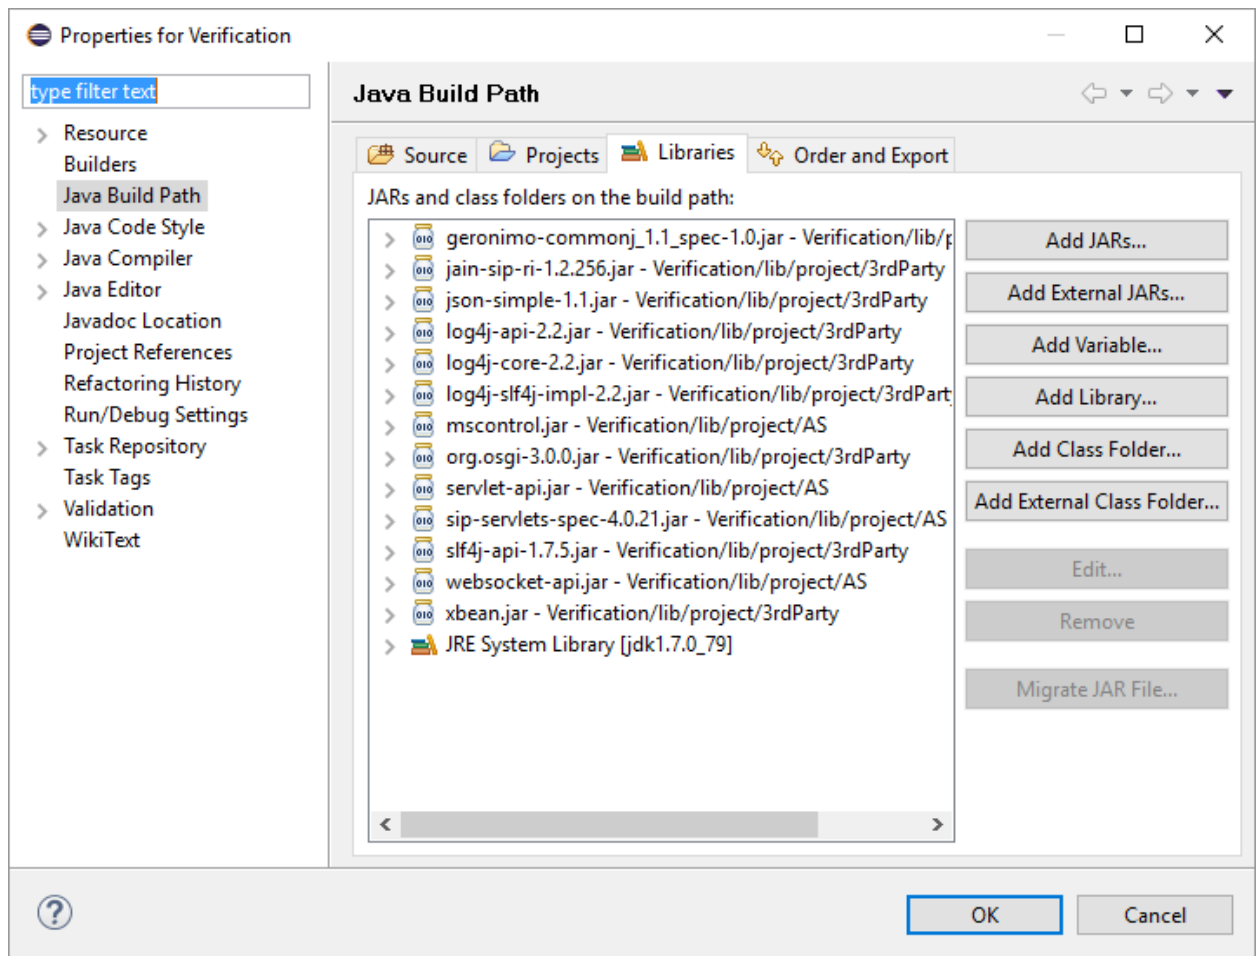 Properties for Verification
type filter text
Resource
Builders
Java Build Path
Java Code Style
Java Compiler
Java Editor
Javadoc Location
Project References
Refactoring History
Run/Debug Settings
Task Repository
Task Tags
Validation
WikiText
Java Build Path
Source Projects Libraries Order and Export
JARs and class folders on the build path:
geronimo-commonj_1.1_spec-1.0.jar - Verification/lib/p
jain-sip-ri-1.2.256.jar - Verification/lib/project/3rdParty
json-simple-1.1.jar - Verification/lib/project/3rdParty
log4j-api-2.2.jar - Verification/lib/project/3rdParty
log4j-core-2.2.jar - Verification/lib/project/3rdParty
log4j-slf4j-impl-2.2.jar - Verification/lib/project/3rdPart
mscontrol.jar - Verification/lib/project/AS
org.osgi-3.0.0.jar - Verification/lib/project/3rdParty
servlet-api.jar - Verification/lib/project/AS
sip-servlets-spec-4.0.21.jar - Verification/lib/project/AS
slf4j-api-1.7.5.jar - Verification/lib/project/3rdParty
websocket-api.jar - Verification/lib/project/AS
xbean.jar - Verification/lib/project/3rdParty
JRE System Library [jdk1.7.0_79]
Add JARs...
Add External JARs...
Add Variable...
Add Library...
Add Class Folder...
Add External Class Folder...
Edit...
Remove
Migrate JAR File...
OK
Cancel